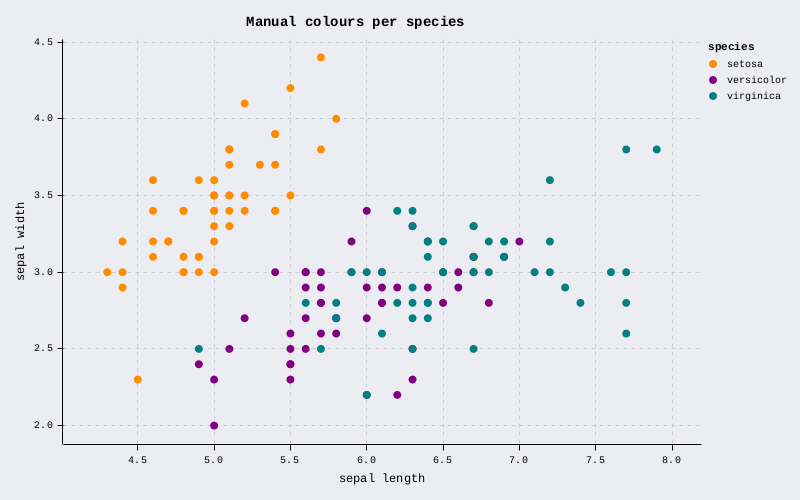 Manual colours per species
species
setosa
versicolor
virginica
sepal width
4.5
4.0
3.5
3.0
2.5
2.0
4.5 5.0 5.5 6.0 6.5 7.0 7.5 8.0
sepal length